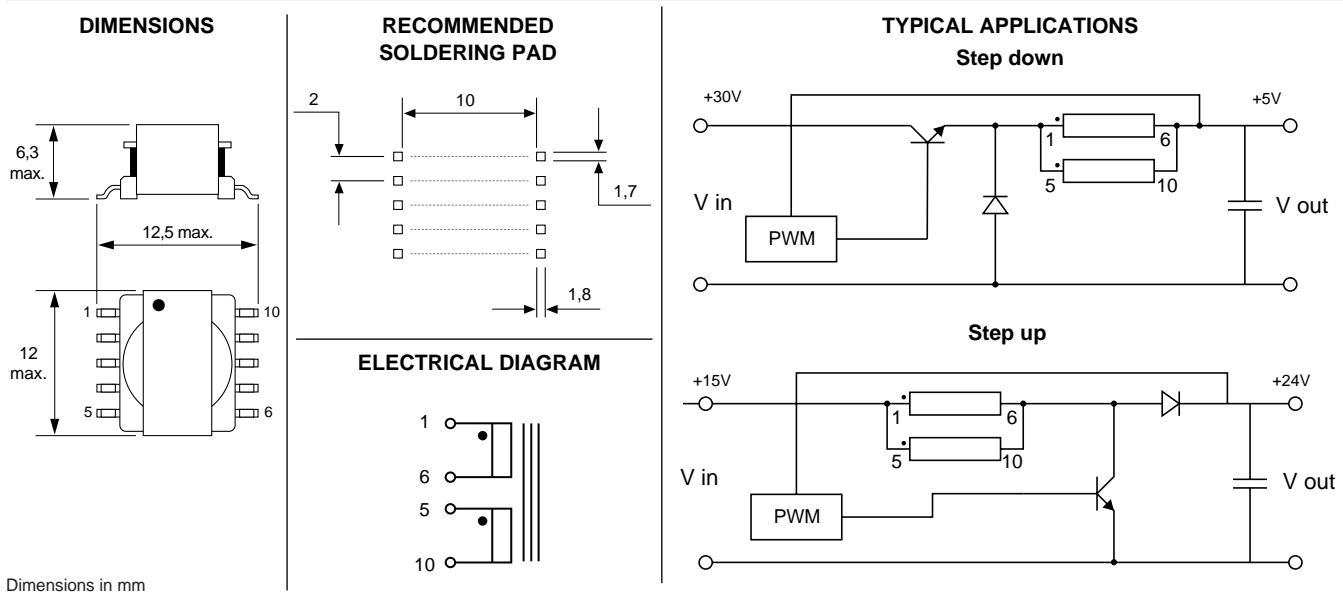 DIMENSIONS
6,3
max.
12,5 max.
1
10
12
max.
5
6
Dimensions in mm
RECOMMENDED
SOLDERING PAD
2
10
1,7
1,8
ELECTRICAL DIAGRAM
1
6
5
10
TYPICAL APPLICATIONS
Step down
+30V
+5V
1
6
5
10
V in
V out
PWM
Step up
+15V
+24V
1
6
5
10
V in
V out
PWM